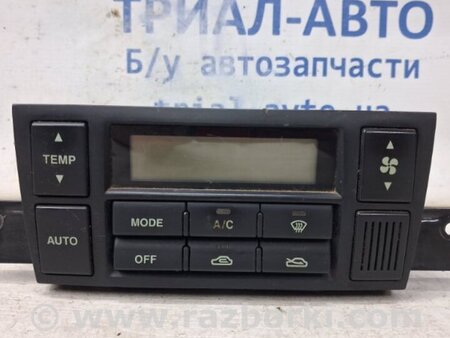 ТРИАЛ-АВТО
Б/у автозапчасти
TEMP
MODE
A/C
AUTO
OFF
© www.razborki.com